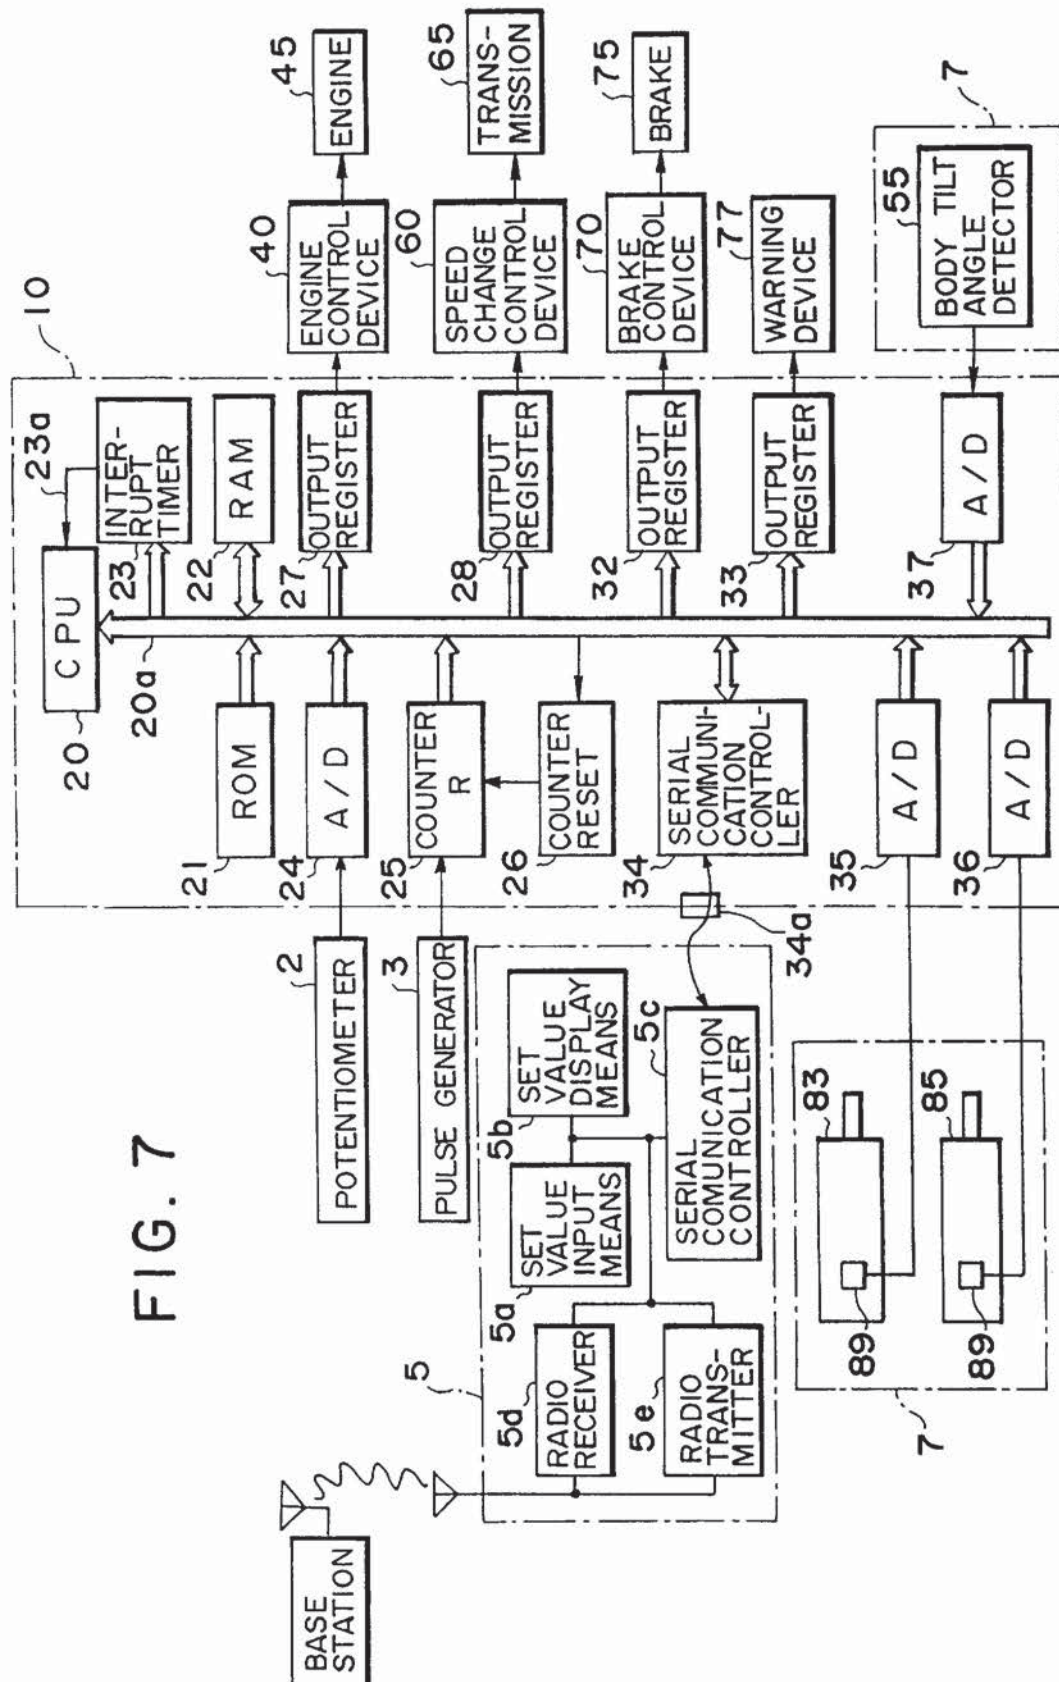 FIG. 7
10
20
CPU
23a
20a
23
INTER-
RUPT
TIMER
21
ROM
22
RAM
2
POTENTIOMETER
24
A/D
27
OUTPUT
REGISTER
40
ENGINE
CONTROL
DEVICE
45
ENGINE
3
PULSE GENERATOR
25
COUNTER
R
26
COUNTER
RESET
28
OUTPUT
REGISTER
60
SPEED
CHANGE
CONTROL
DEVICE
65
TRANS-
MISSION
32
OUTPUT
REGISTER
70
BRAKE
CONTROL
DEVICE
75
BRAKE
33
OUTPUT
REGISTER
77
WARNING
DEVICE
34
SERIAL
COMMUNI-
CATION
CONTROL-
LER
34a
BASE
STATION
5
5a
SET
VALUE
INPUT
MEANS
5b
SET
VALUE
DISPLAY
MEANS
5c
SERIAL
COMUNICATION
CONTROLLER
5d
RADIO
RECEIVER
5e
RADIO
TRANS-
MITTER
35
A/D
36
A/D
37
A/D
55
BODY TILT
ANGLE
DETECTOR
7
83
89
85
89
7